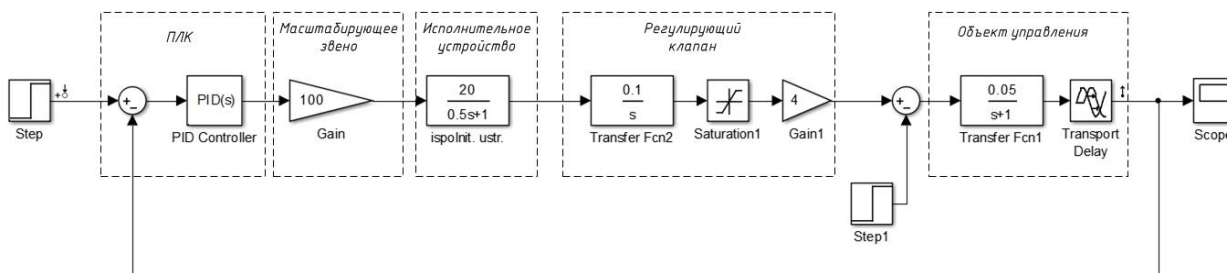 ПЛК
Масштабирующее
звено
Исполнительное
устройство
Регулирующий
клапан
Объект управления
Step
+
−
PID(s)
PID Controller
100
Gain
20
0.5s+1
ispolnit. ustr.
0.1
s
Transfer Fcn2
Saturation1
4
Gain1
+
−
Step1
0.05
s+1
Transfer Fcn1
Transport
Delay
Scope